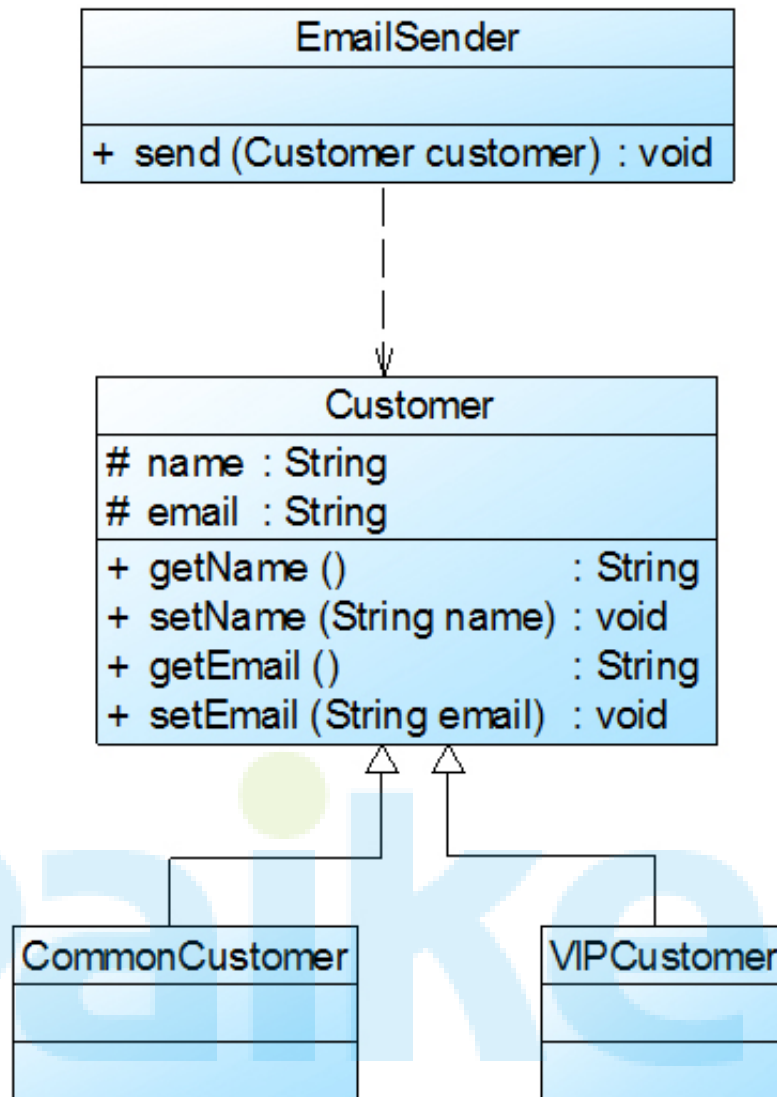 EmailSender
+ send (Customer customer) : void
Customer
# name : String
# email : String
+ getName () : String
+ setName (String name) : void
+ getEmail () : String
+ setEmail (String email) : void
CommonCustomer
VIPCustomer
aike